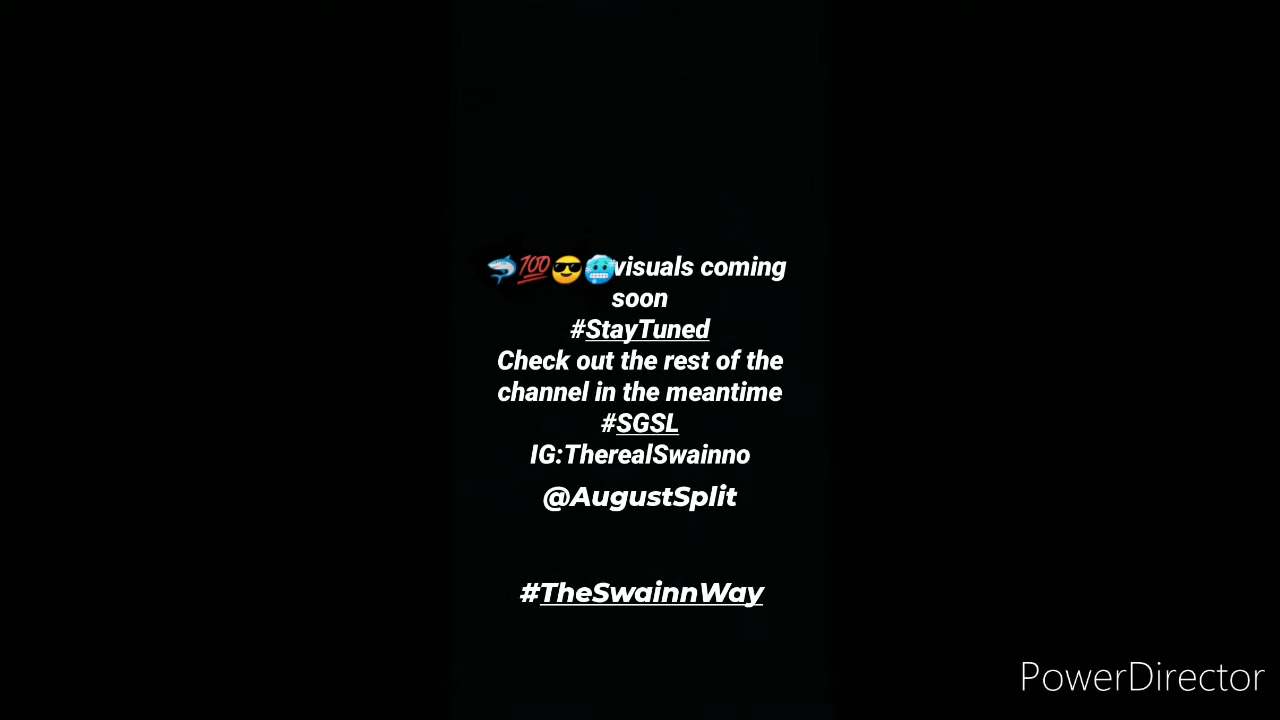 🦈💯😎🥶visuals coming
soon
#StayTuned
Check out the rest of the
channel in the meantime
#SGSL
IG:TherealSwainno
@AugustSplit
#TheSwainnWay
PowerDirector